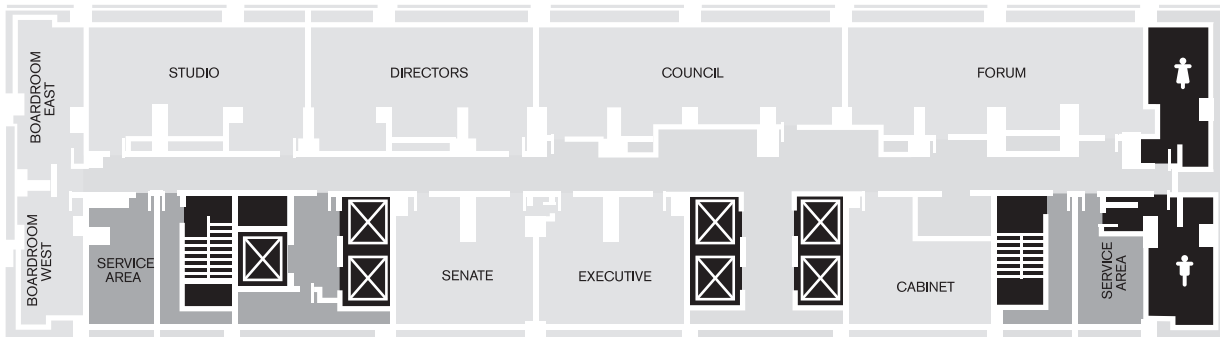 BOARDROOM
EAST
STUDIO
DIRECTORS
COUNCIL
FORUM
BOARDROOM
WEST
SERVICE
AREA
SENATE
EXECUTIVE
CABINET
SERVICE
AREA